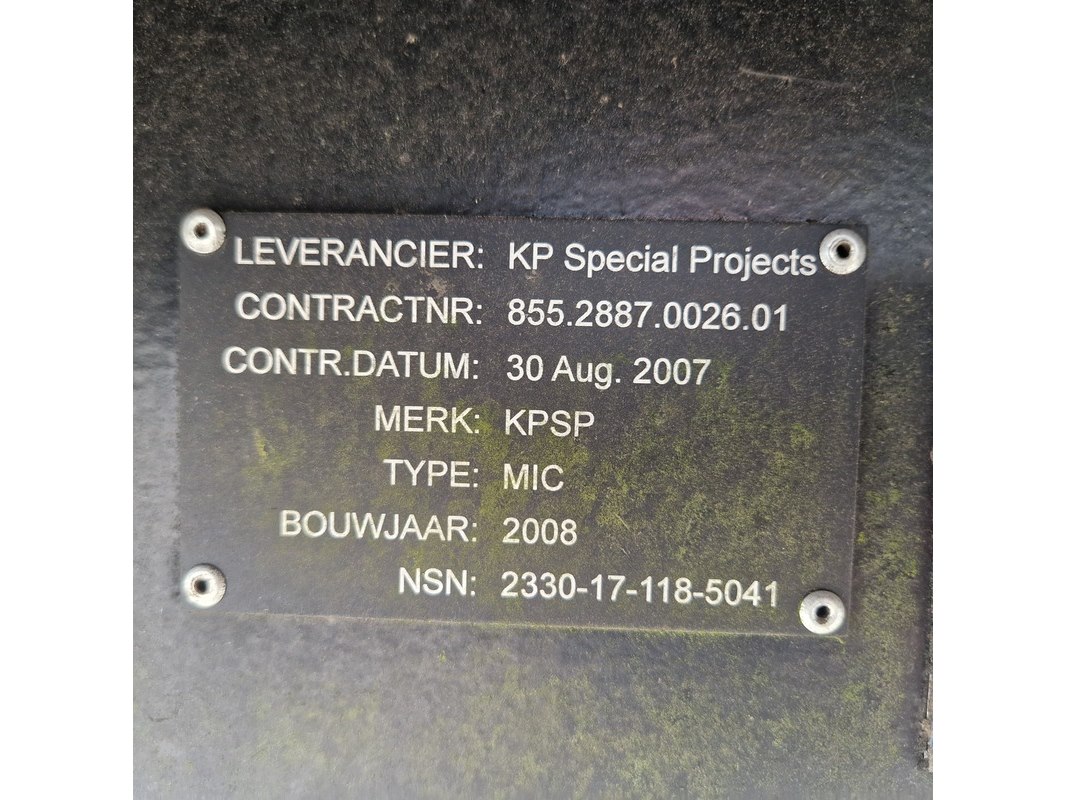 LEVERANCIER: KP Special Projects
CONTRACTNR: 855.2887.0026.01
CONTR.DATUM: 30 Aug. 2007
MERK: KPSP
TYPE: MIC
BOUWJAAR: 2008
NSN: 2330-17-118-5041